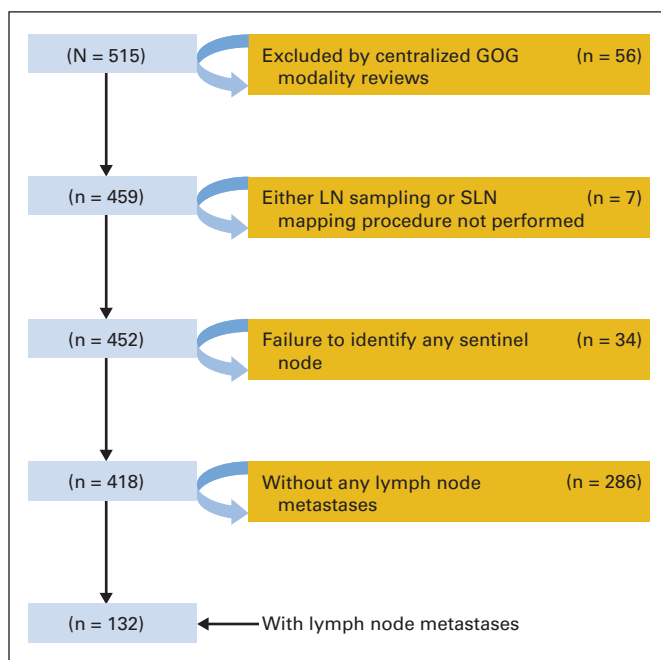 (N = 515)
Excluded by centralized GOG (n = 56)
modality reviews
(n = 459)
Either LN sampling or SLN (n = 7)
mapping procedure not performed
(n = 452)
Failure to identify any sentinel (n = 34)
node
(n = 418)
Without any lymph node (n = 286)
metastases
(n = 132)
With lymph node metastases